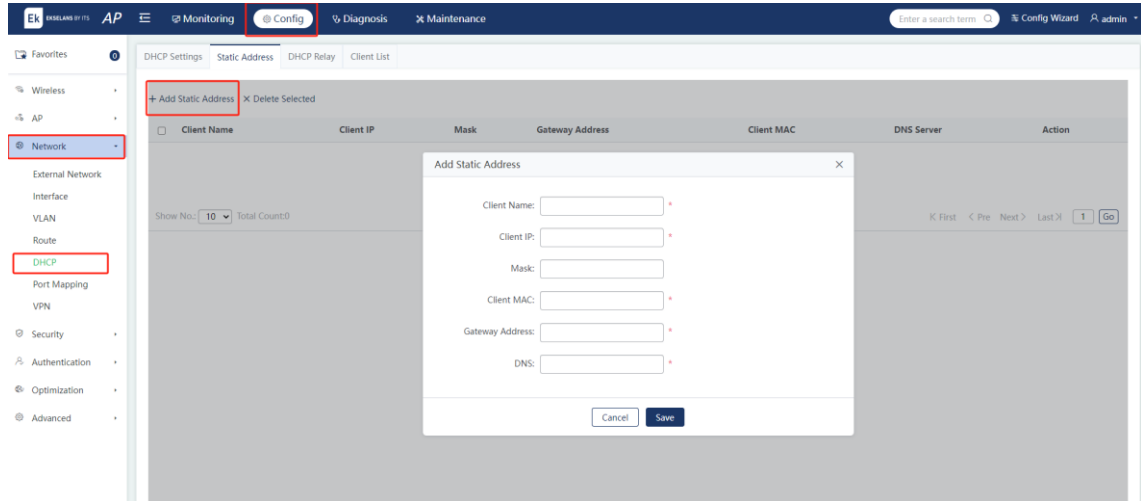 Ek EKSELANS BY ITS AP Monitoring Config Diagnosis Maintenance Enter a search term Config Wizard admin
Favorites 0
DHCP Settings Static Address DHCP Relay Client List
Wireless
AP
Network
External Network
Interface
VLAN
Route
DHCP
Port Mapping
VPN
Security
Authentication
Optimization
Advanced
+ Add Static Address X Delete Selected
Client Name Client IP Mask Gateway Address Client MAC DNS Server Action
Show No.: 10 Total Count:0 First < Pre Next > Last 1 Go
Add Static Address ×
Client Name: *
Client IP: *
Mask:
Client MAC: *
Gateway Address: *
DNS: *
Cancel Save